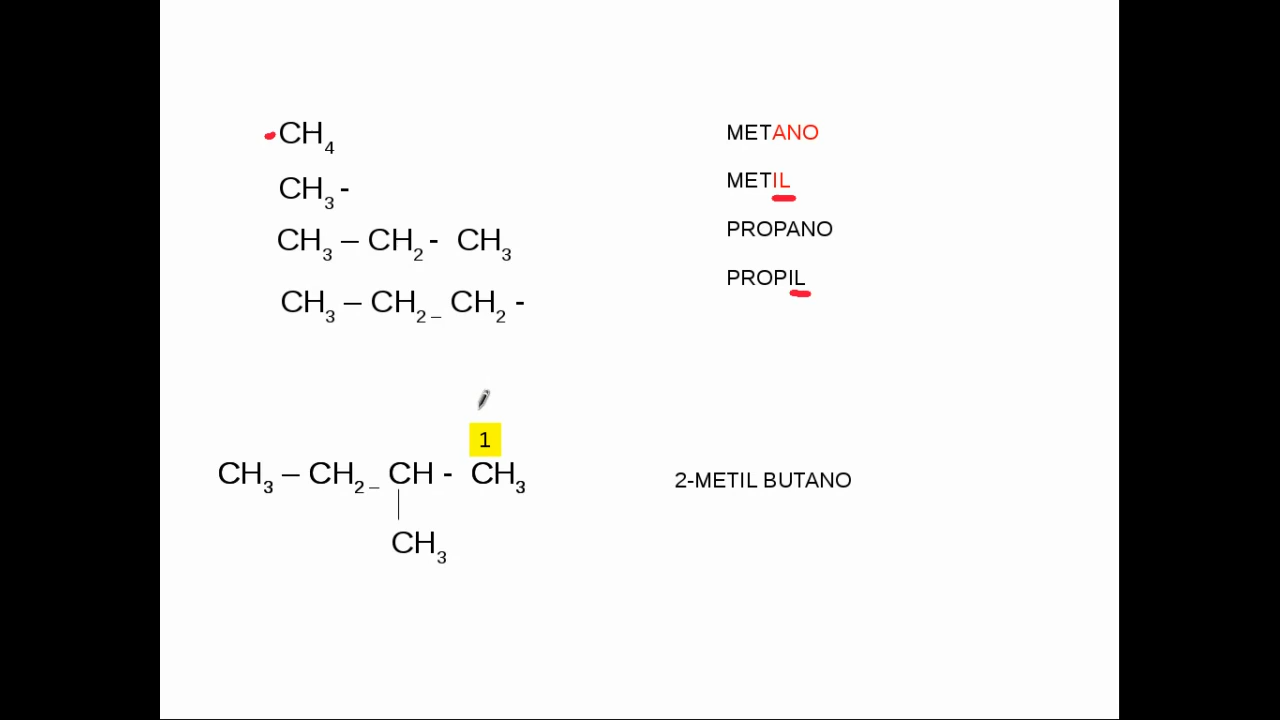 CH4 METANO
CH3 - METIL
CH3 – CH2 - CH3 PROPANO
CH3 – CH2 – CH2 - PROPIL
1
CH3 – CH2 – CH - CH3 2-METIL BUTANO
CH3